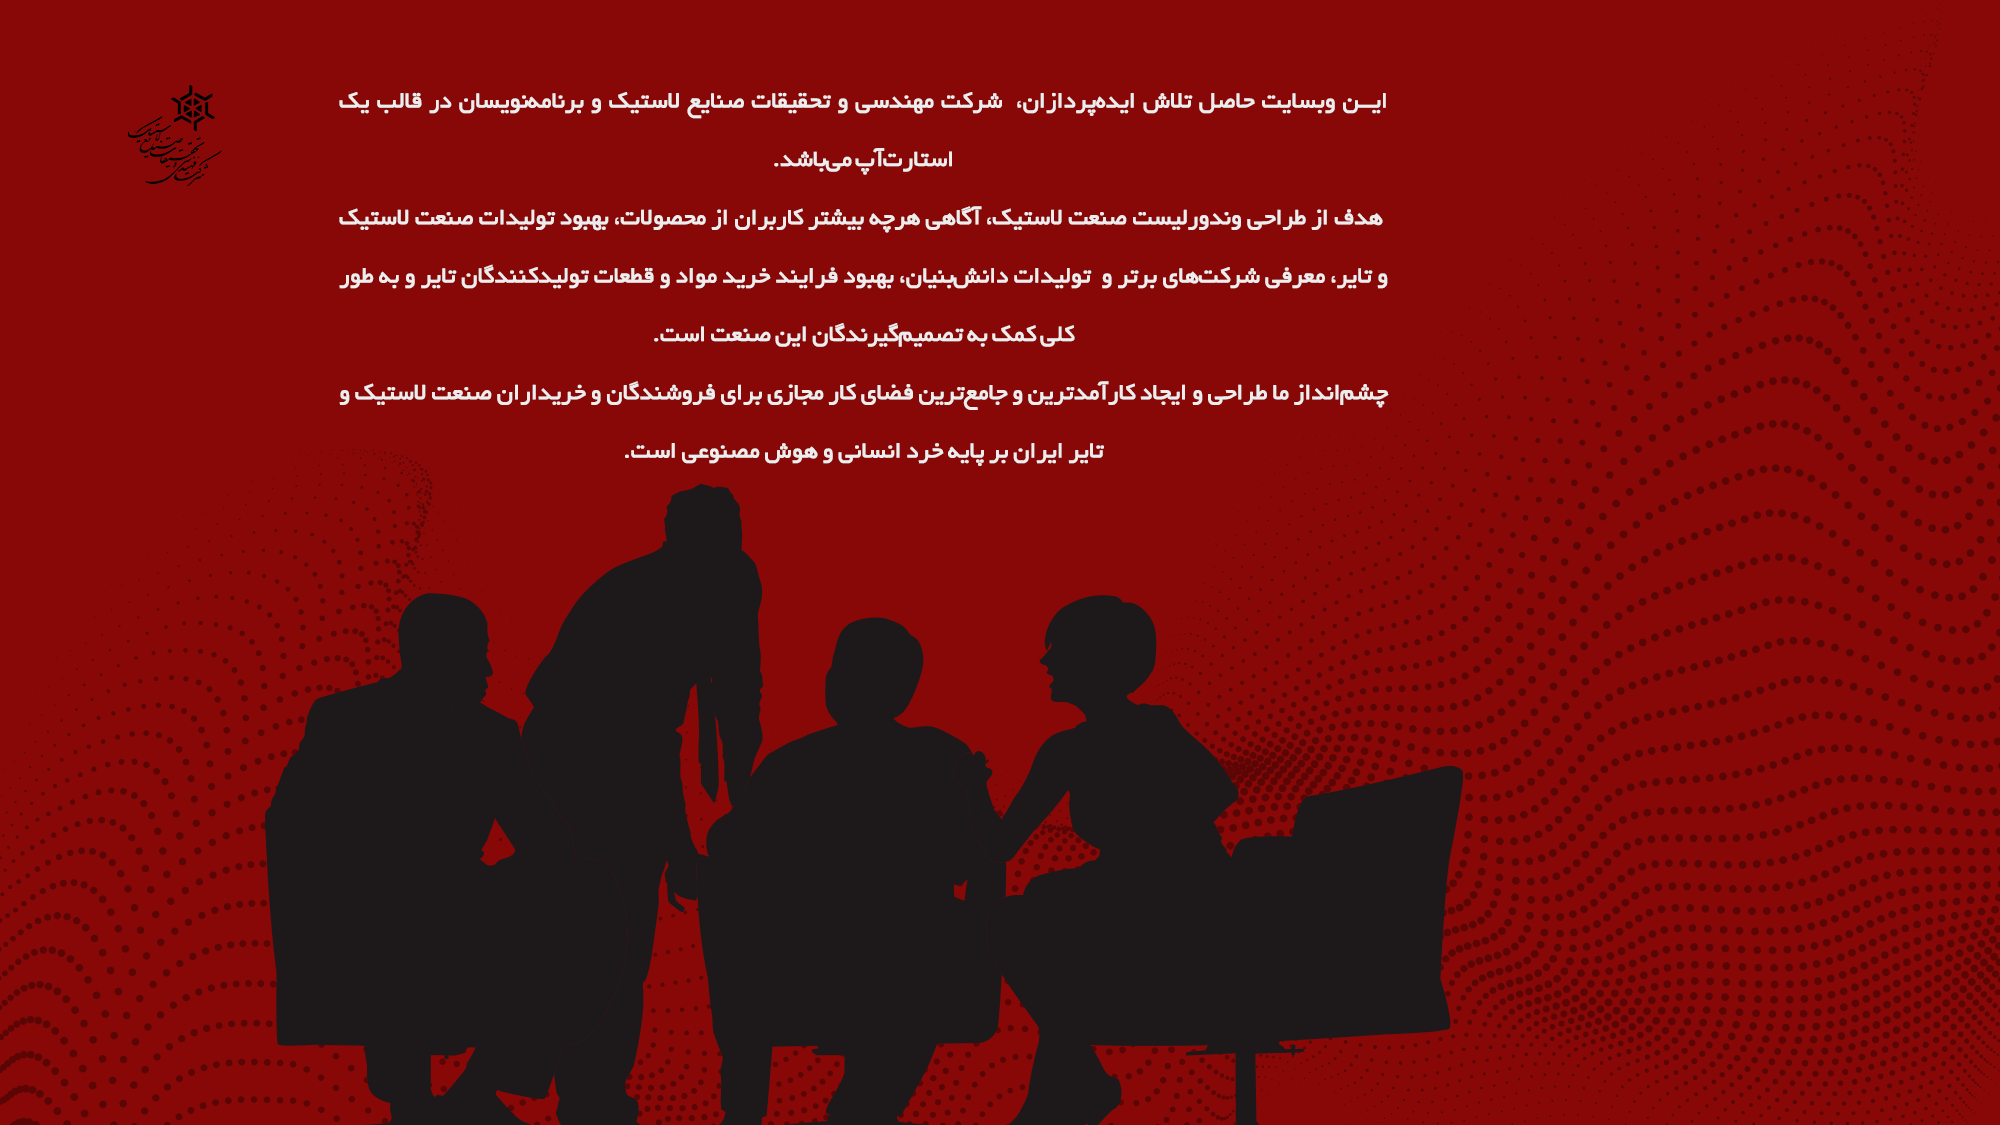 ایــن وبسایت حاصل تلاش ایده‌پردازان،  شرکت مهندسی و تحقیقات صنایع لاستیک و برنامه‌نویسان در قالب یک
استارت‌آپ می‌باشد.
هدف از طراحی وندورلیست صنعت لاستیک، آگاهی هرچه بیشتر کاربران از محصولات، بهبود تولیدات صنعت لاستیک
و تایر، معرفی شرکت‌های برتر و  تولیدات دانش‌بنیان، بهبود فرایند خرید مواد و قطعات تولیدکنندگان تایر و به طور
کلی کمک به تصمیم‌گیرندگان این صنعت است.
چشم‌انداز ما طراحی و ایجاد کارآمدترین و جامع‌ترین فضای کار مجازی برای فروشندگان و خریداران صنعت لاستیک و
تایر ایران بر پایه خرد انسانی و هوش مصنوعی است.